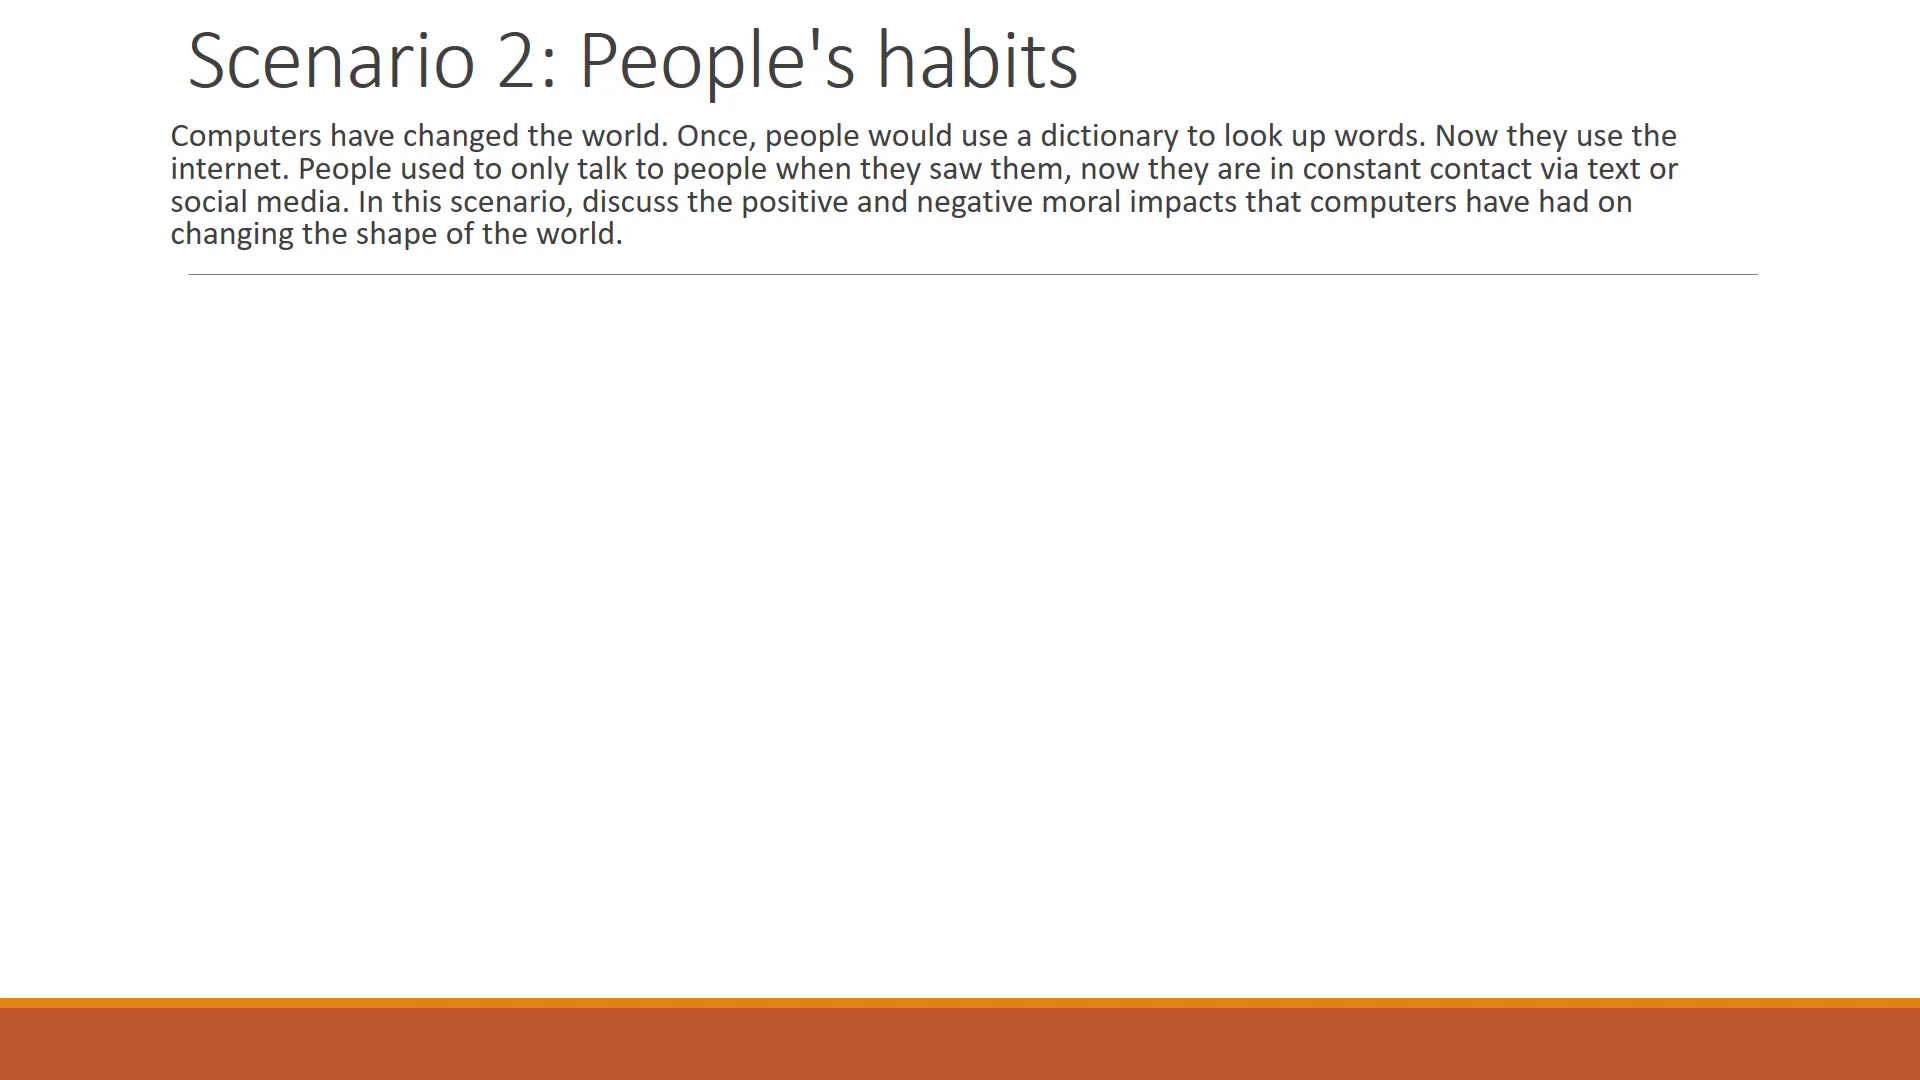 Scenario 2: People's habits
Computers have changed the world. Once, people would use a dictionary to look up words. Now they use the
internet. People used to only talk to people when they saw them, now they are in constant contact via text or
social media. In this scenario, discuss the positive and negative moral impacts that computers have had on
changing the shape of the world.